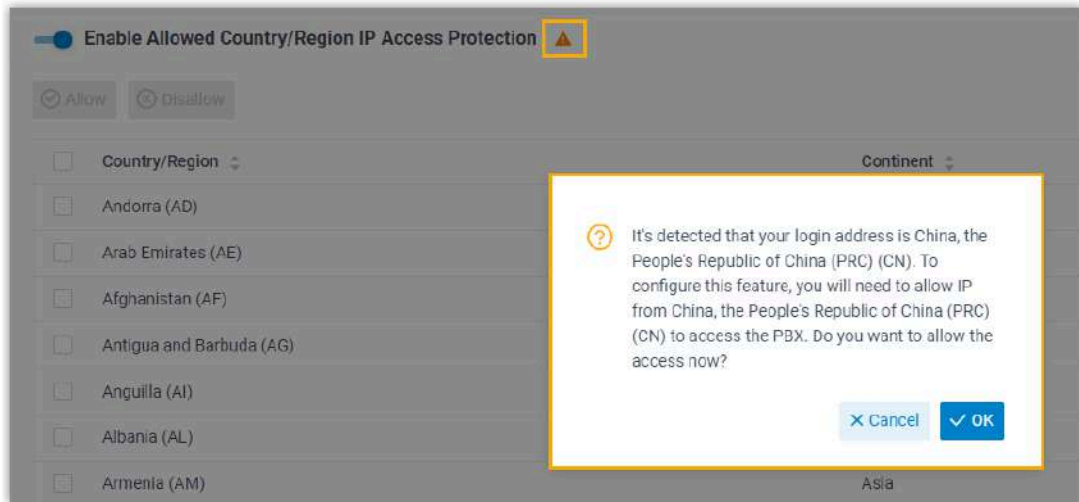 Enable Allowed Country/Region IP Access Protection
Allow Disallow
Country/Region Continent
Andorra (AD)
Arab Emirates (AE)
Afghanistan (AF)
Antigua and Barbuda (AG)
Anguilla (AI)
Albania (AL)
Armenia (AM) Asia
It's detected that your login address is China, the
People's Republic of China (PRC) (CN). To
configure this feature, you will need to allow IP
from China, the People's Republic of China (PRC)
(CN) to access the PBX. Do you want to allow the
access now?
Cancel OK